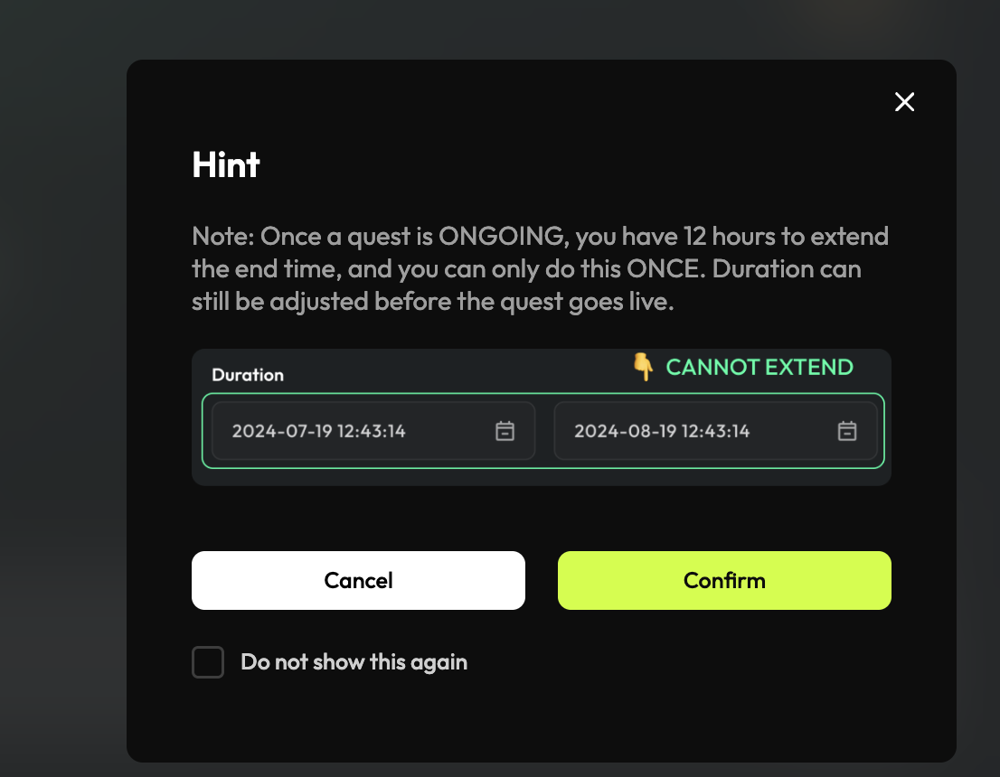 Hint
Note: Once a quest is ONGOING, you have 12 hours to extend
the end time, and you can only do this ONCE. Duration can
still be adjusted before the quest goes live.
Duration
👇 CANNOT EXTEND
2024-07-19 12:43:14
2024-08-19 12:43:14
Cancel
Confirm
Do not show this again